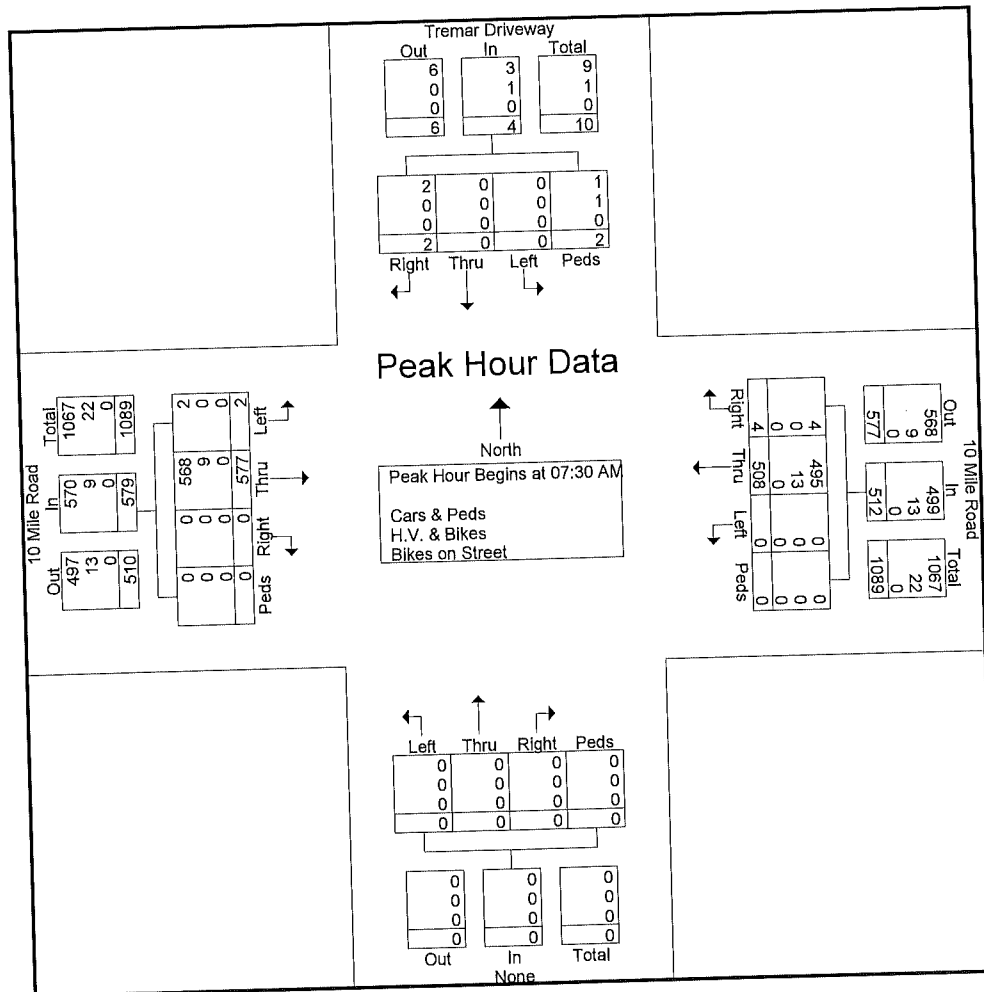 Tremar Driveway
Out In Total
6 3 9
0 1 1
0 0 0
6 4 10
2 0 0 1
0 0 0 1
0 0 0 0
2 0 0 2
Right Thru Left Peds
Peak Hour Data
North
Peak Hour Begins at 07:30 AM
Cars & Peds
H.V. & Bikes
Bikes on Street
10 Mile Road
Total In Out
1067 570 497
22 9 13
0 0 0
1089 579 510
2 568 0 0
0 9 0 0
0 0 0 0
2 577 0 0
Left Thru Right Peds
10 Mile Road
Out In Total
568 499 1067
9 13 22
0 0 0
577 512 1089
4 495 0 0
0 13 0 0
0 0 0 0
4 508 0 0
Right Thru Left Peds
Left Thru Right Peds
0 0 0 0
0 0 0 0
0 0 0 0
0 0 0 0
0 0 0
0 0 0
0 0 0
0 0 0
Out In Total
None